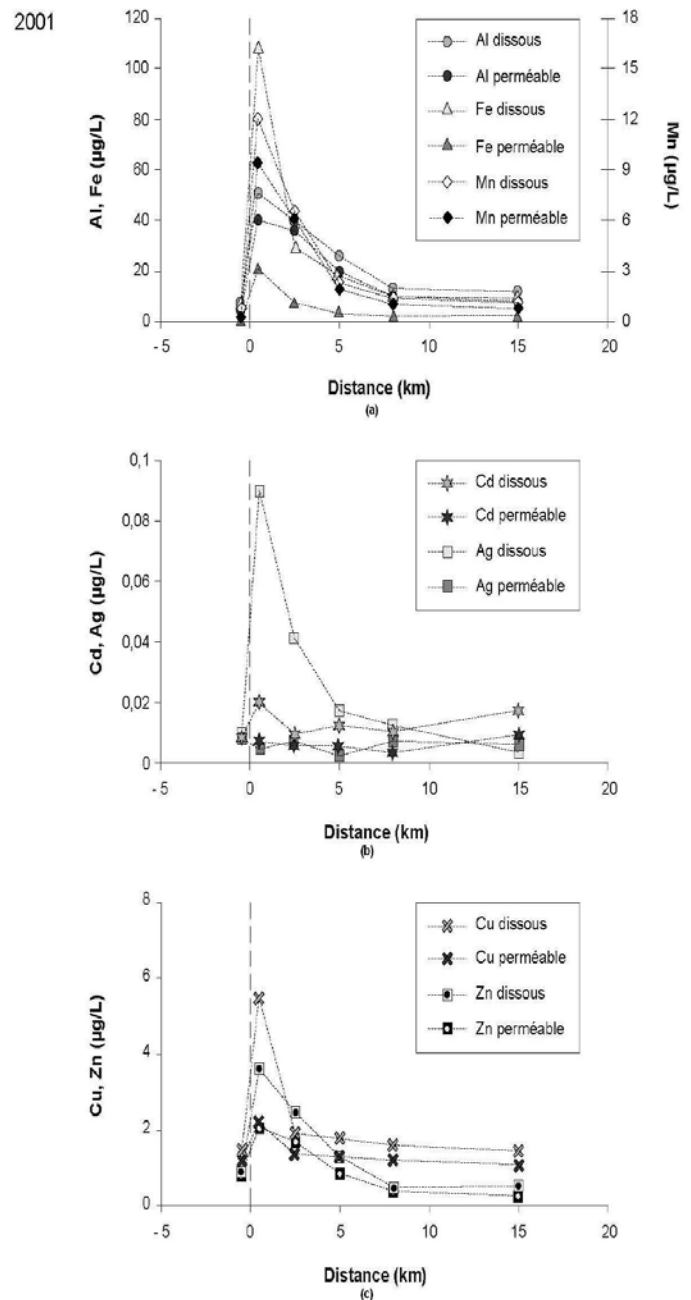 2001
120
100
80
60
40
20
0
Al, Fe (µg/L)
18
15
12
9
6
3
0
Mn (µg/L)
Al dissous
Al perméable
Fe dissous
Fe perméable
Mn dissous
Mn perméable
- 5 0 5 10 15 20
Distance (km)
(a)
0,1
0,08
0,06
0,04
0,02
0
Cd, Ag (µg/L)
Cd dissous
Cd perméable
Ag dissous
Ag perméable
- 5 0 5 10 15 20
Distance (km)
(b)
8
6
4
2
0
Cu, Zn (µg/L)
Cu dissous
Cu perméable
Zn dissous
Zn perméable
-5 0 5 10 15 20
Distance (km)
(c)